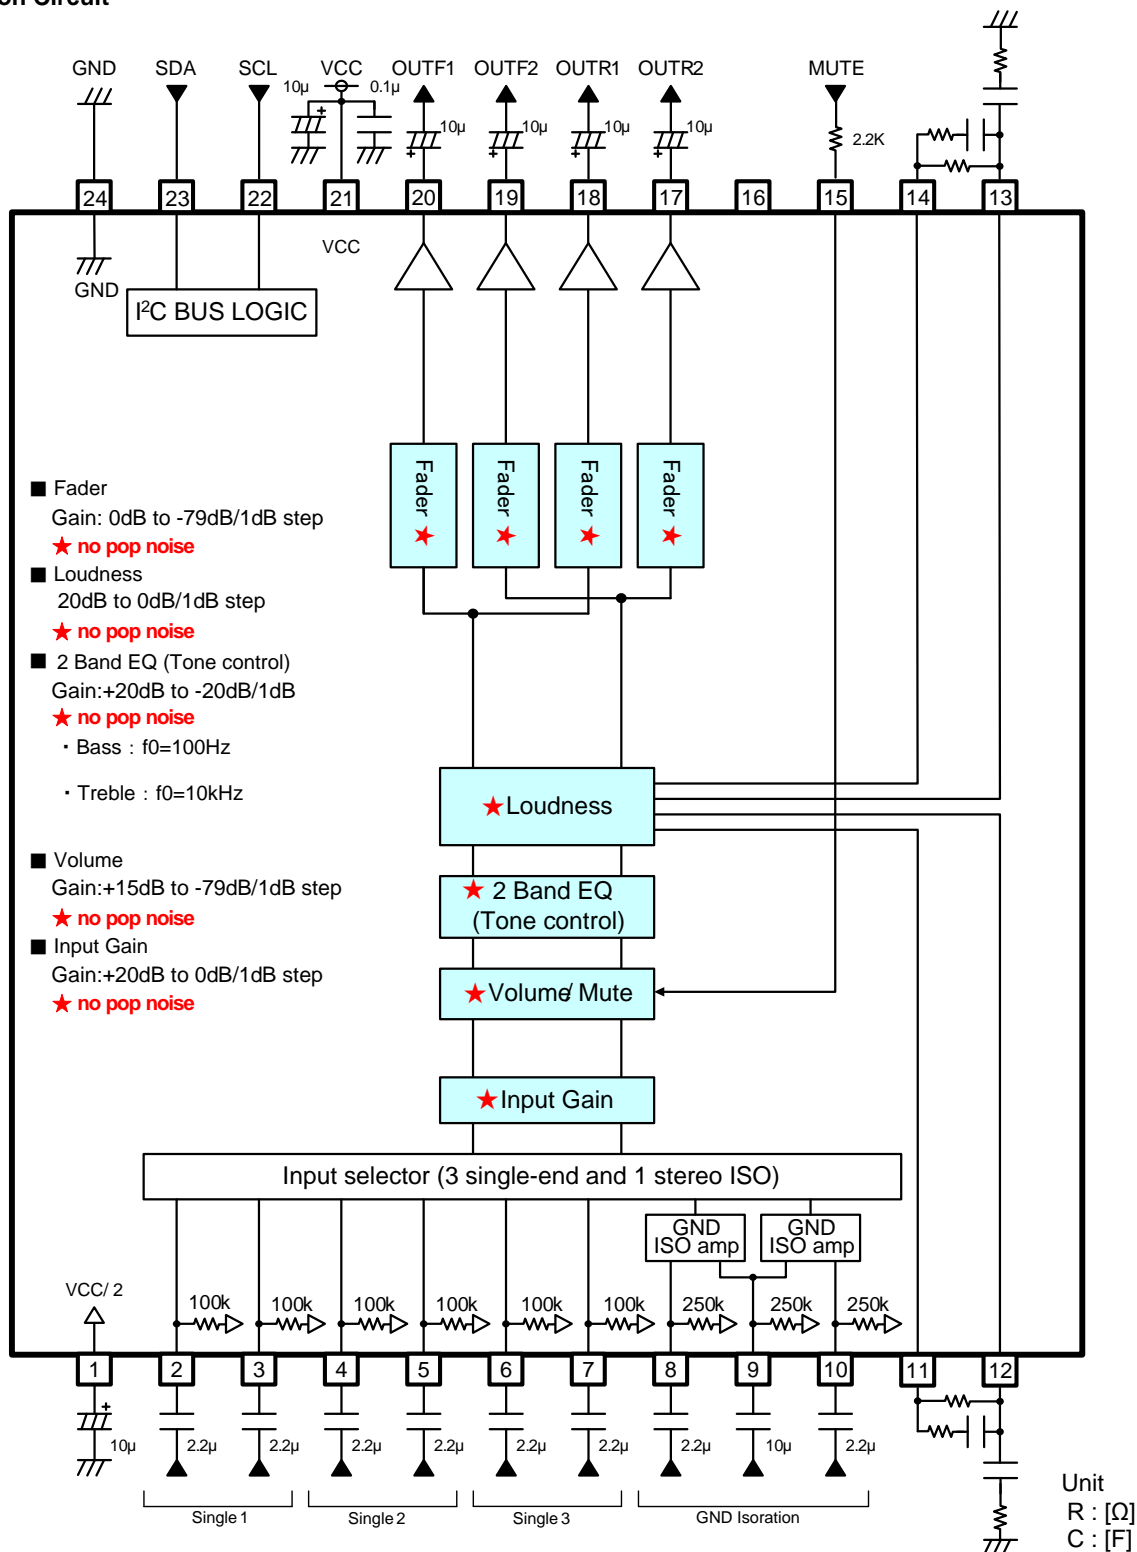 on Circuit
GND SDA SCL VCC OUTF1 OUTF2 OUTR1 OUTR2 MUTE
10μ 0.1μ 10μ 10μ 10μ 10μ 2.2K
24 23 22 21 20 19 18 17 16 15 14 13
VCC
GND
I²C BUS LOGIC
Fader ★ Fader ★ Fader ★ Fader ★
■ Fader
Gain: 0dB to -79dB/1dB step
★ no pop noise
■ Loudness
20dB to 0dB/1dB step
★ no pop noise
■ 2 Band EQ (Tone control)
Gain:+20dB to -20dB/1dB
★ no pop noise
・Bass : f0=100Hz
・Treble : f0=10kHz
■ Volume
Gain:+15dB to -79dB/1dB step
★ no pop noise
■ Input Gain
Gain:+20dB to 0dB/1dB step
★ no pop noise
★ Loudness
★ 2 Band EQ
(Tone control)
★ Volume/ Mute
★ Input Gain
Input selector (3 single-end and 1 stereo ISO)
GND
ISO amp
GND
ISO amp
VCC/ 2
100k 100k 100k 100k 100k 100k 250k 250k 250k
1 2 3 4 5 6 7 8 9 10 11 12
10μ 2.2μ 2.2μ 2.2μ 2.2μ 2.2μ 2.2μ 2.2μ 10μ 2.2μ
Single 1 Single 2 Single 3 GND Isoration
Unit
R : [Ω]
C : [F]